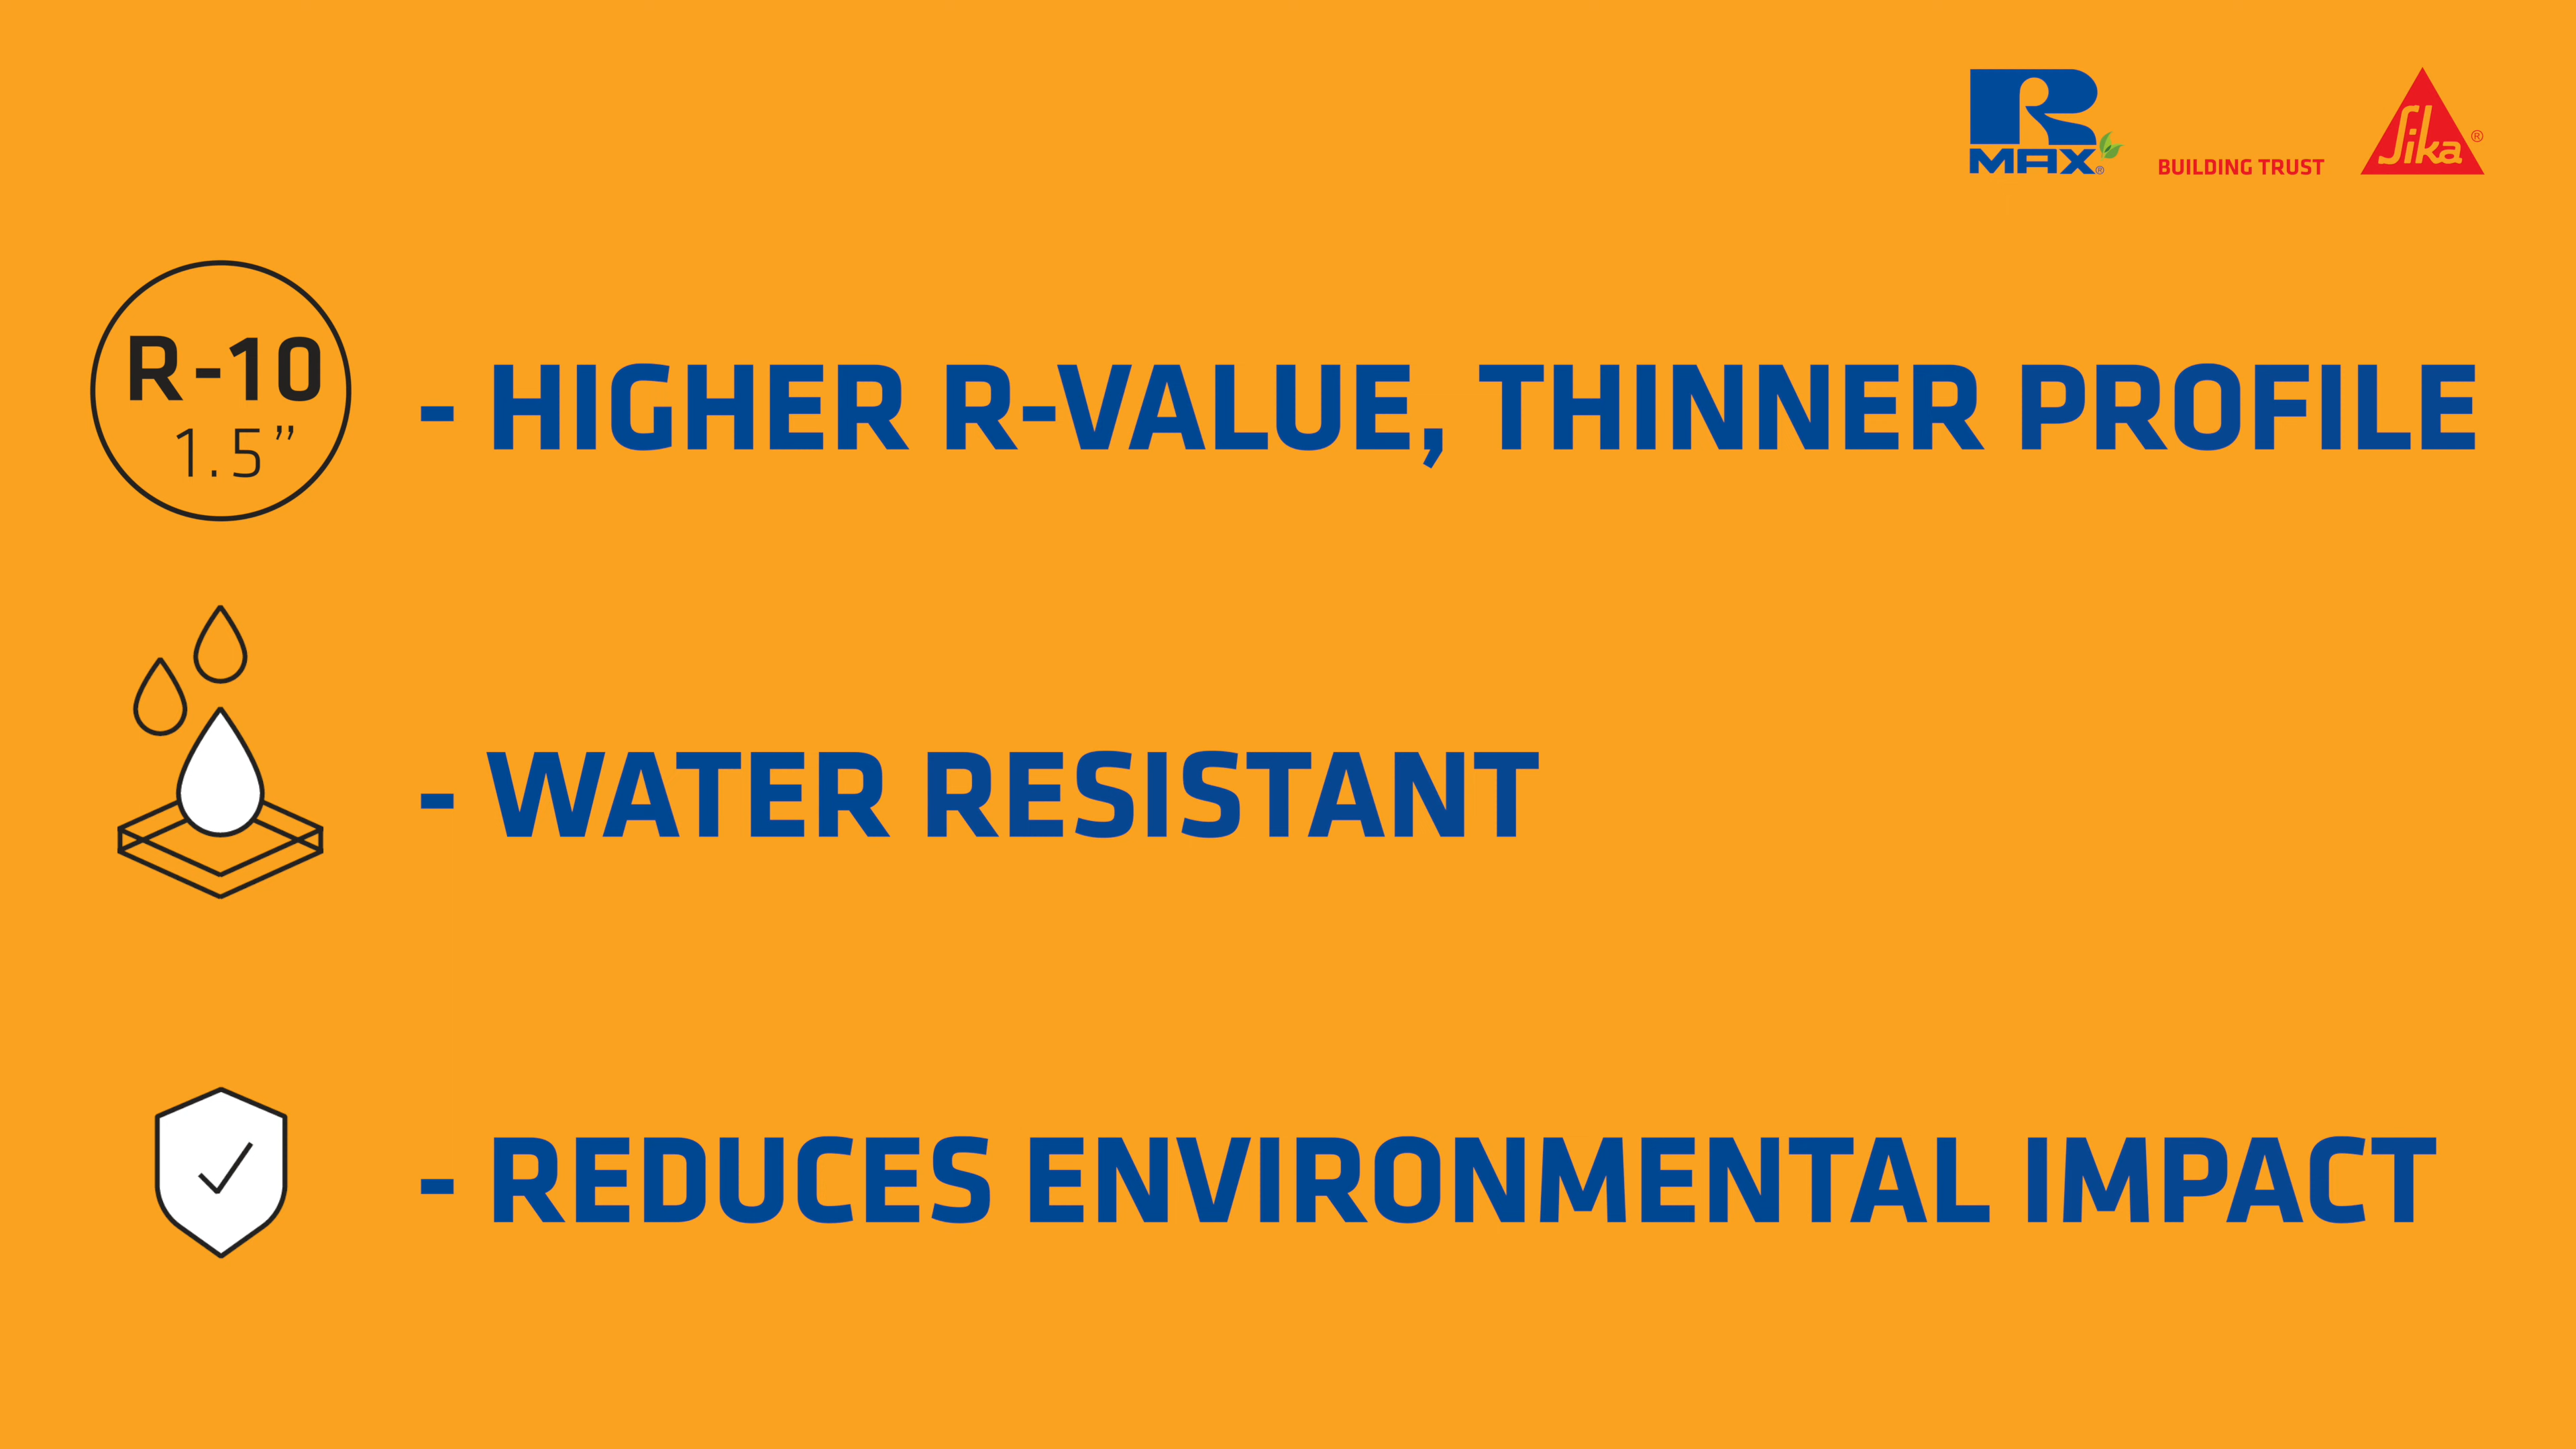 R MAX®
BUILDING TRUST
Sika®
R-10
1.5”
- HIGHER R-VALUE, THINNER PROFILE
- WATER RESISTANT
- REDUCES ENVIRONMENTAL IMPACT